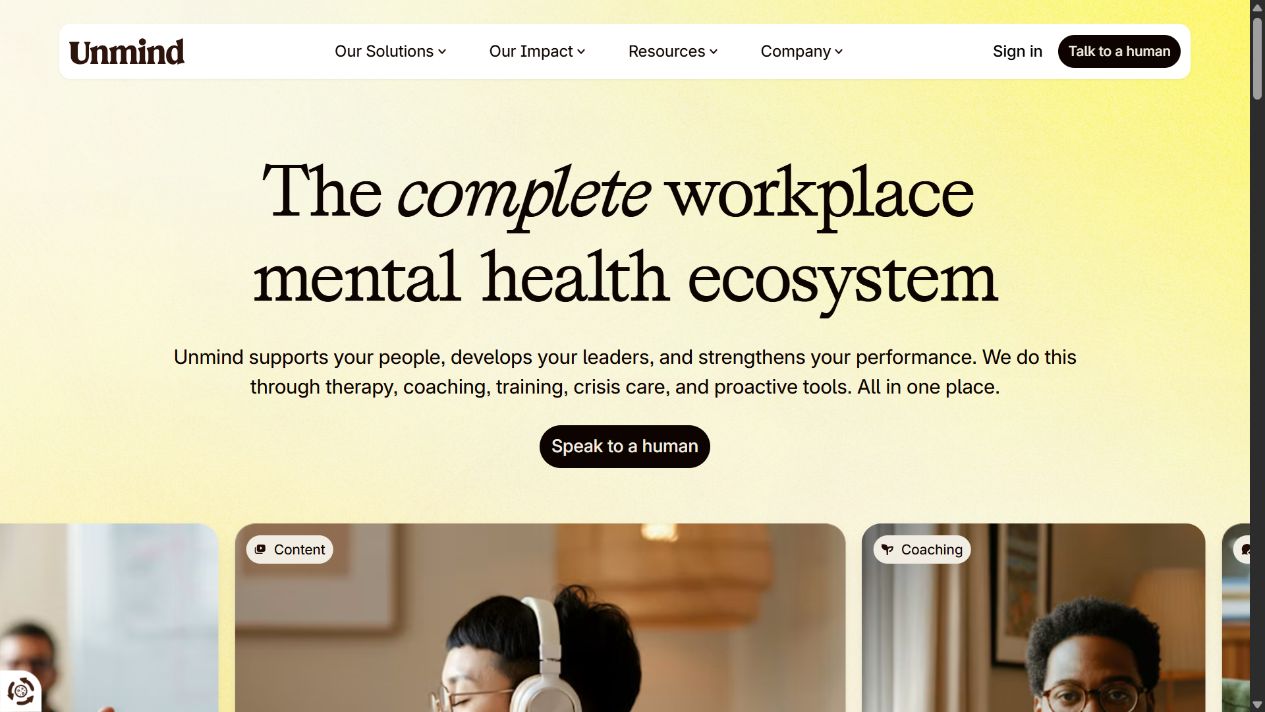 Unmind
Our Solutions
Our Impact
Resources
Company
Sign in
Talk to a human
The complete workplace
mental health ecosystem
Unmind supports your people, develops your leaders, and strengthens your performance. We do this
through therapy, coaching, training, crisis care, and proactive tools. All in one place.
Speak to a human
Content
Coaching